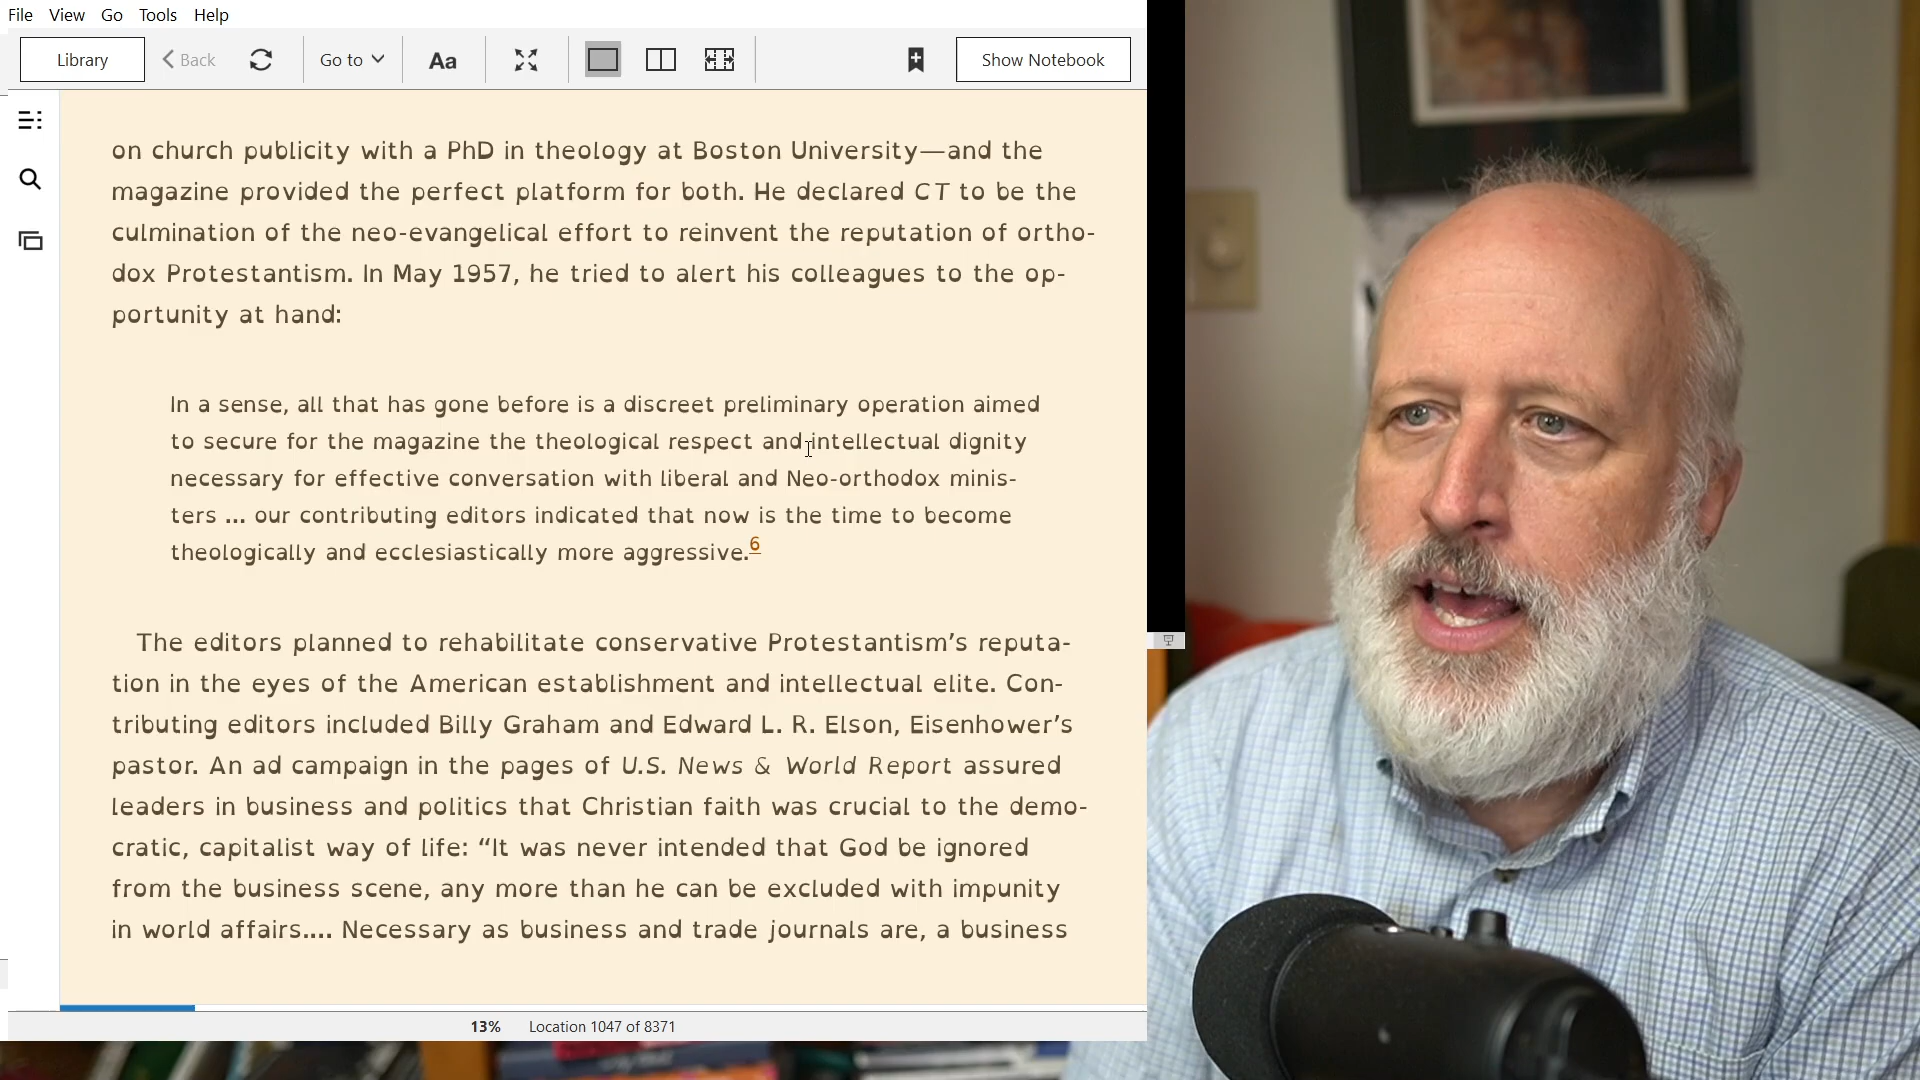 File View Go Tools Help
Library Back Go to Aa Show Notebook
on church publicity with a PhD in theology at Boston University—and the
magazine provided the perfect platform for both. He declared CT to be the
culmination of the neo-evangelical effort to reinvent the reputation of ortho-
dox Protestantism. In May 1957, he tried to alert his colleagues to the op-
portunity at hand:
In a sense, all that has gone before is a discreet preliminary operation aimed
to secure for the magazine the theological respect and intellectual dignity
necessary for effective conversation with liberal and Neo-orthodox minis-
ters ... our contributing editors indicated that now is the time to become
theologically and ecclesiastically more aggressive.6
The editors planned to rehabilitate conservative Protestantism’s reputa-
tion in the eyes of the American establishment and intellectual elite. Con-
tributing editors included Billy Graham and Edward L. R. Elson, Eisenhower’s
pastor. An ad campaign in the pages of U.S. News & World Report assured
leaders in business and politics that Christian faith was crucial to the demo-
cratic, capitalist way of life: “It was never intended that God be ignored
from the business scene, any more than he can be excluded with impunity
in world affairs.... Necessary as business and trade journals are, a business
13% Location 1047 of 8371